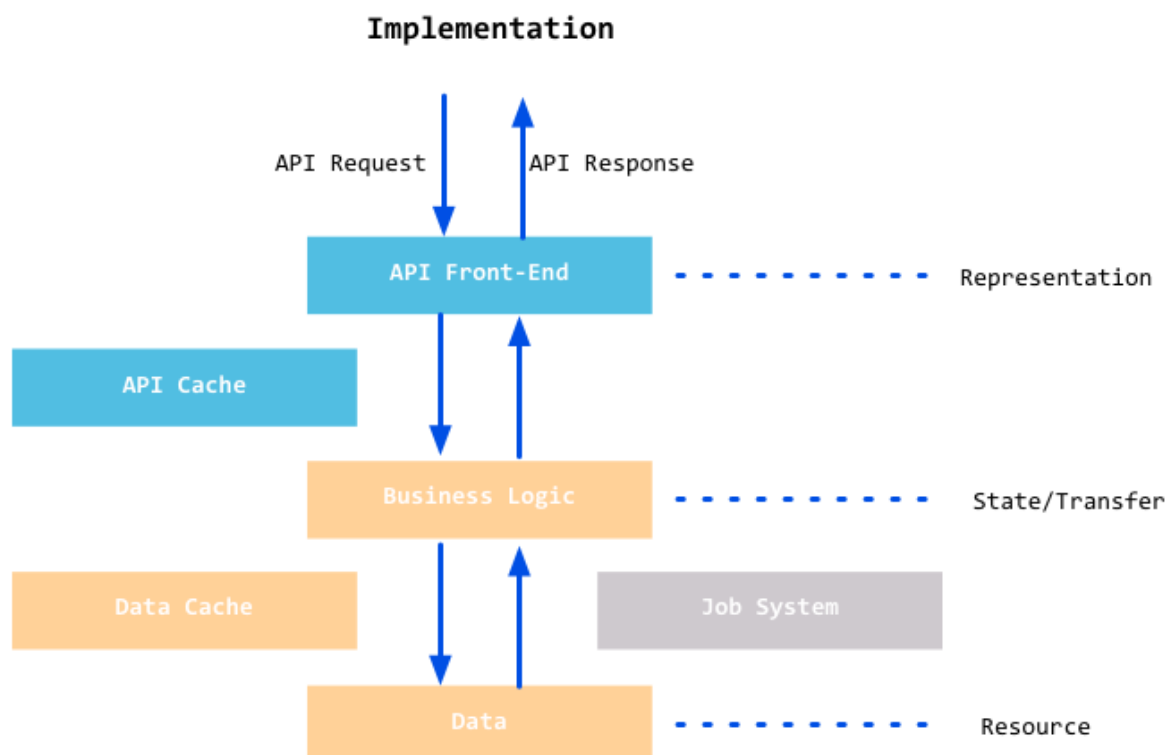 Implementation
API Request
API Response
API Front-End
Representation
API Cache
Business Logic
State/Transfer
Data Cache
Job System
Data
Resource